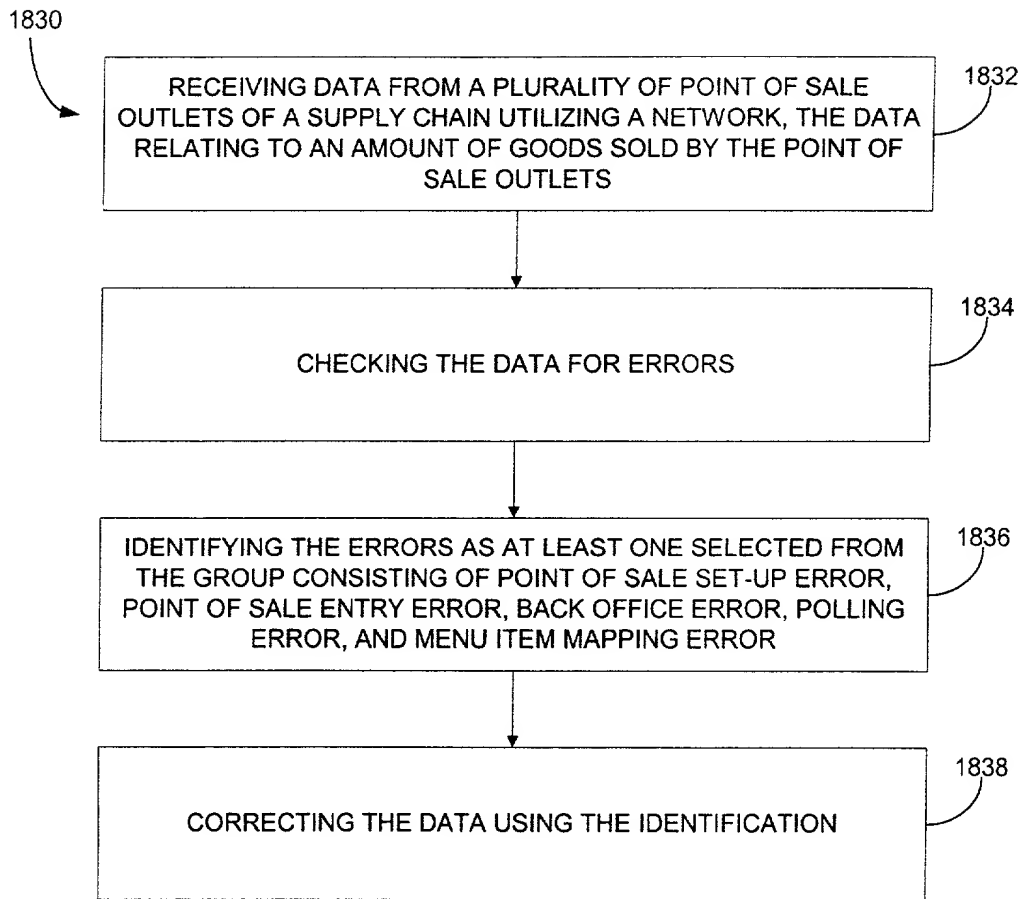 1830
RECEIVING DATA FROM A PLURALITY OF POINT OF SALE
OUTLETS OF A SUPPLY CHAIN UTILIZING A NETWORK, THE DATA
RELATING TO AN AMOUNT OF GOODS SOLD BY THE POINT OF
SALE OUTLETS
1832
CHECKING THE DATA FOR ERRORS
1834
IDENTIFYING THE ERRORS AS AT LEAST ONE SELECTED FROM
THE GROUP CONSISTING OF POINT OF SALE SET-UP ERROR,
POINT OF SALE ENTRY ERROR, BACK OFFICE ERROR, POLLING
ERROR, AND MENU ITEM MAPPING ERROR
1836
CORRECTING THE DATA USING THE IDENTIFICATION
1838